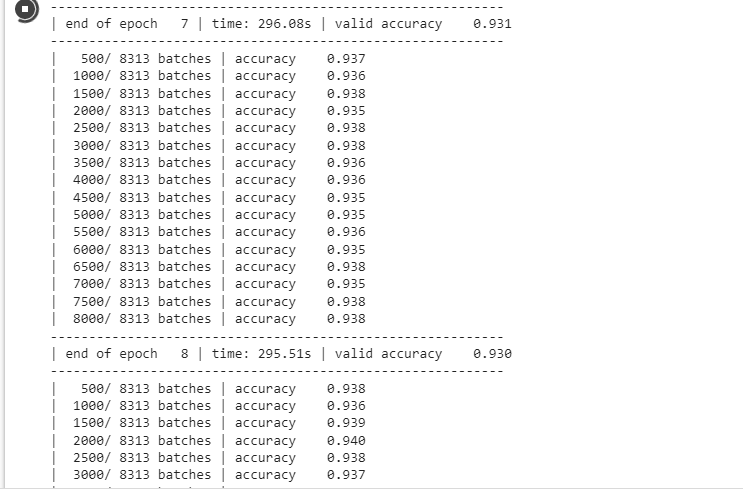 -----------------------------------------------------------
| end of epoch   7 | time: 296.08s | valid accuracy    0.931
-----------------------------------------------------------
|   500/ 8313 batches | accuracy    0.937
|  1000/ 8313 batches | accuracy    0.936
|  1500/ 8313 batches | accuracy    0.938
|  2000/ 8313 batches | accuracy    0.935
|  2500/ 8313 batches | accuracy    0.938
|  3000/ 8313 batches | accuracy    0.938
|  3500/ 8313 batches | accuracy    0.936
|  4000/ 8313 batches | accuracy    0.936
|  4500/ 8313 batches | accuracy    0.935
|  5000/ 8313 batches | accuracy    0.935
|  5500/ 8313 batches | accuracy    0.936
|  6000/ 8313 batches | accuracy    0.935
|  6500/ 8313 batches | accuracy    0.938
|  7000/ 8313 batches | accuracy    0.935
|  7500/ 8313 batches | accuracy    0.938
|  8000/ 8313 batches | accuracy    0.938
-----------------------------------------------------------
| end of epoch   8 | time: 295.51s | valid accuracy    0.930
-----------------------------------------------------------
|   500/ 8313 batches | accuracy    0.938
|  1000/ 8313 batches | accuracy    0.936
|  1500/ 8313 batches | accuracy    0.939
|  2000/ 8313 batches | accuracy    0.940
|  2500/ 8313 batches | accuracy    0.938
|  3000/ 8313 batches | accuracy    0.937